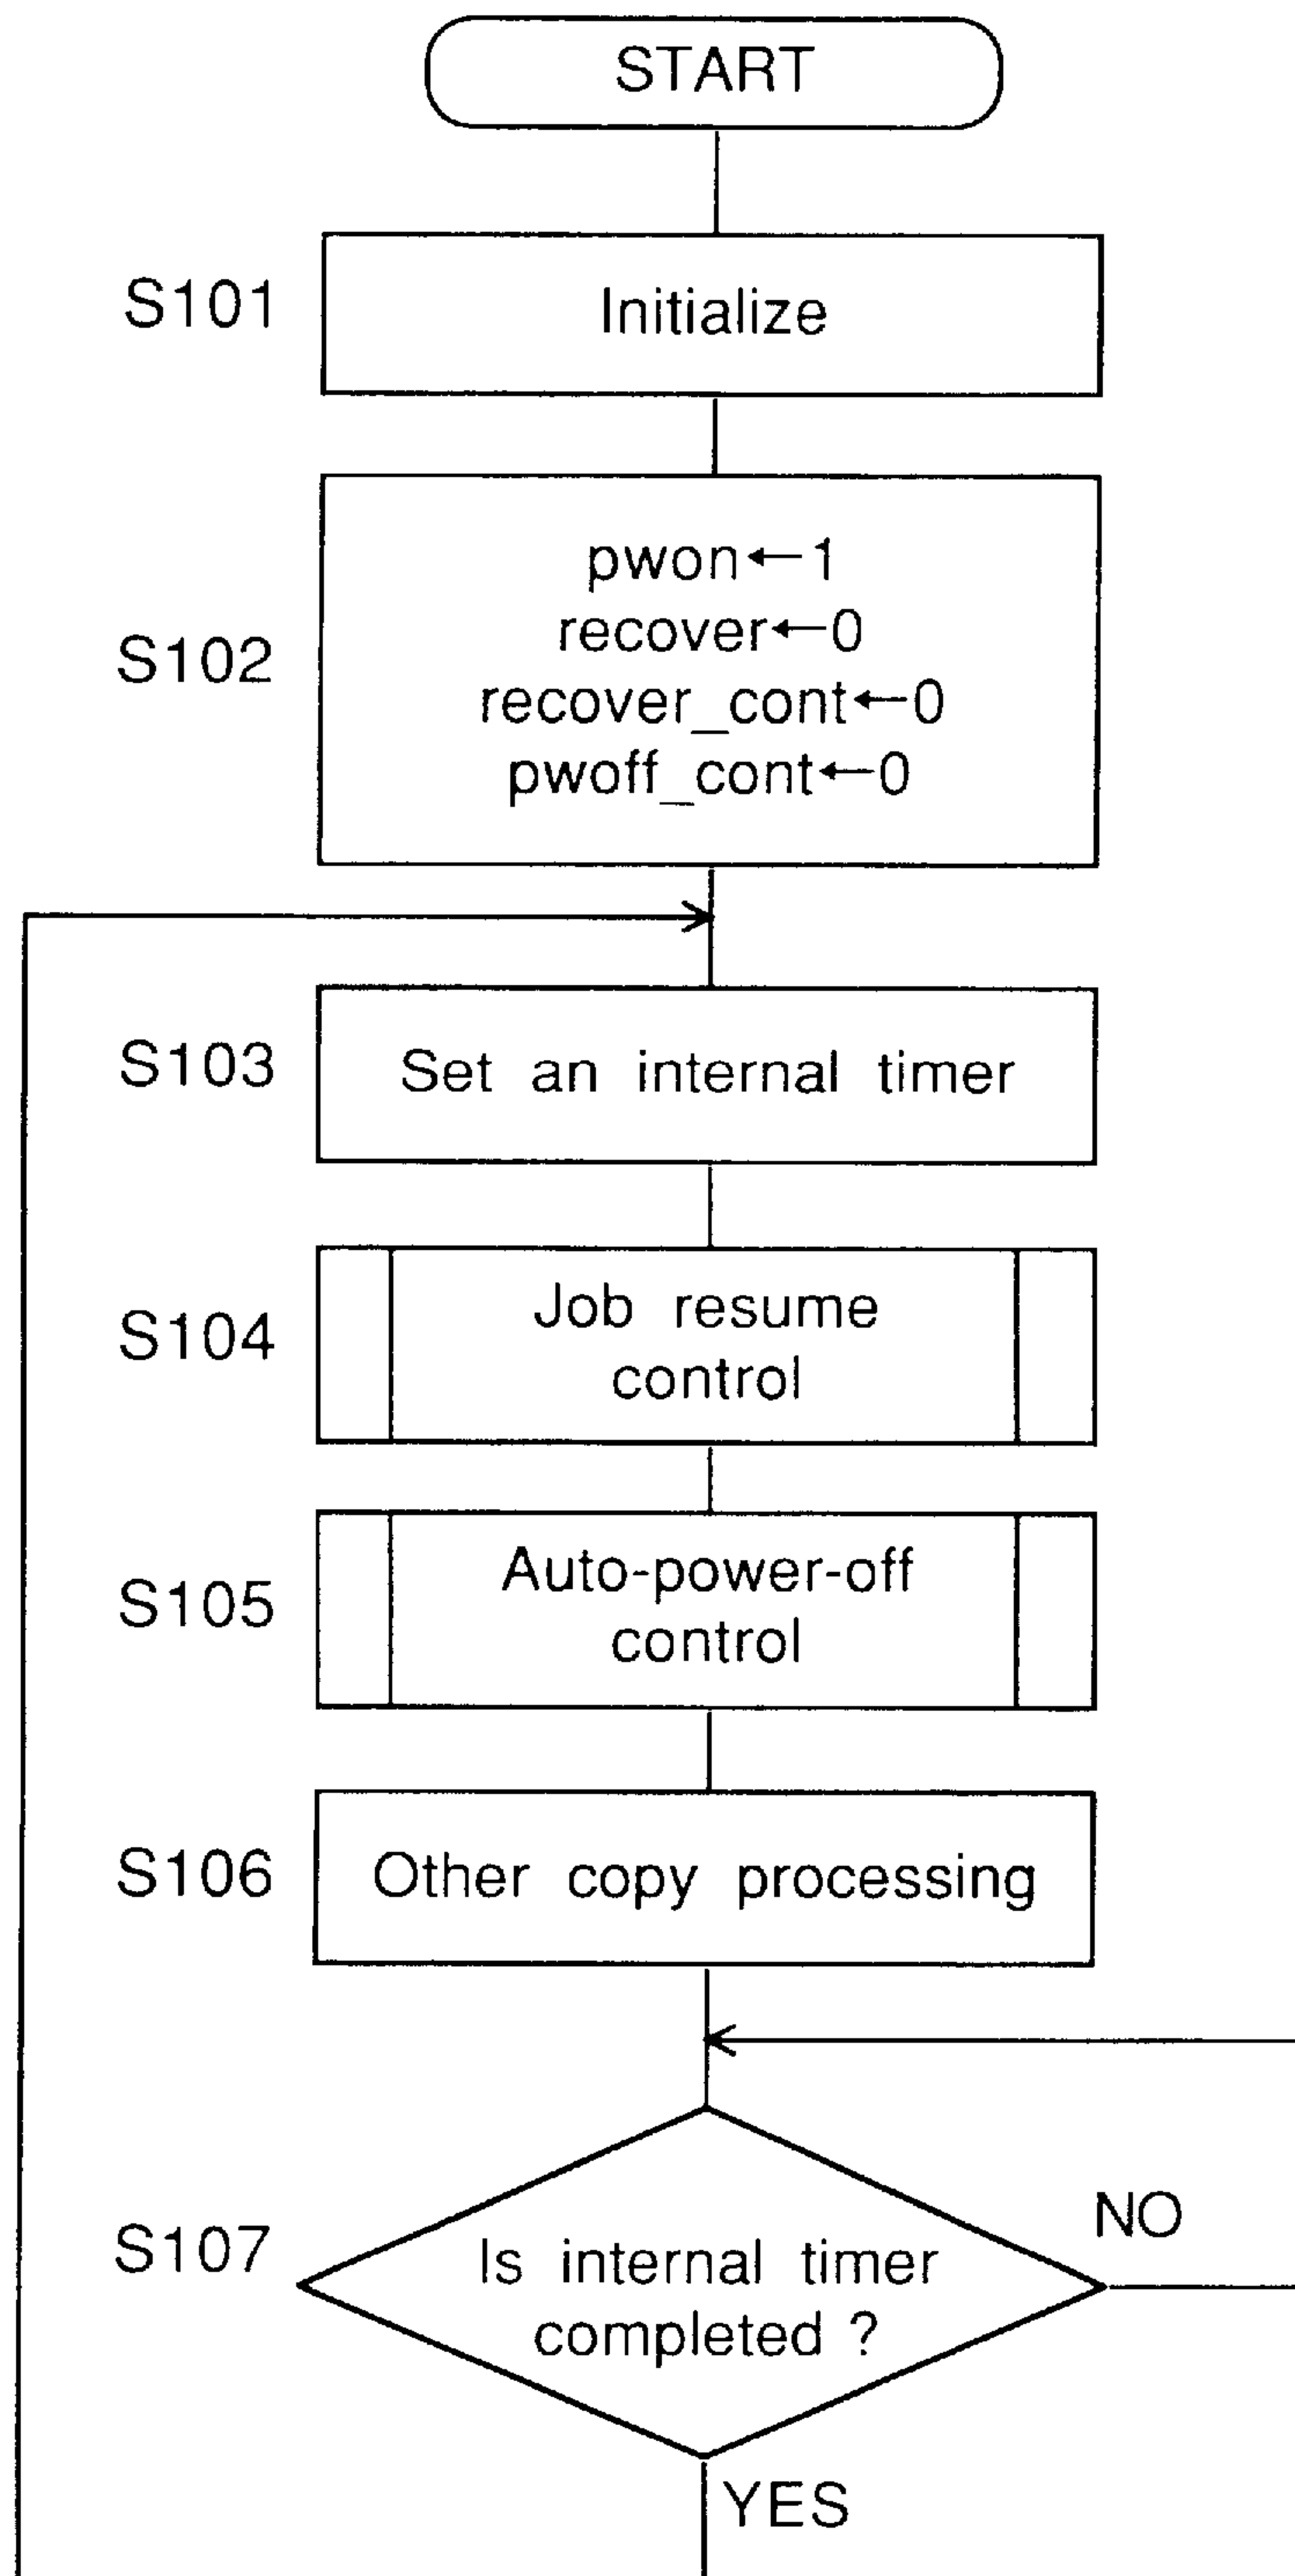 START
S101
Initialize
S102
pwon←1
recover←0
recover_cont←0
pwoff_cont←0
S103
Set an internal timer
S104
Job resume
control
S105
Auto-power-off
control
S106
Other copy processing
S107
Is internal timer
completed ?
NO
YES